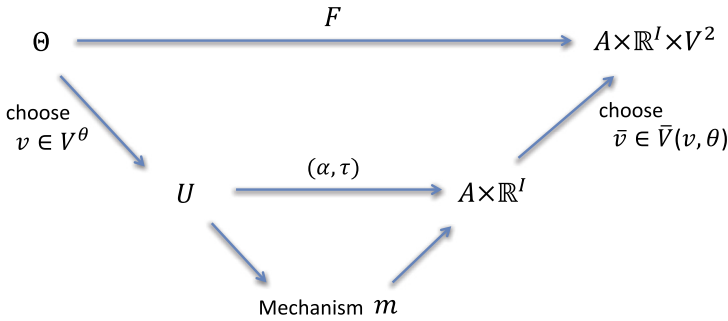 F
Θ
A×ℝ^I×V^2
choose
v ∈ V^θ
choose
v̄ ∈ V̄(v, θ)
(α, τ)
U
A×ℝ^I
Mechanism m